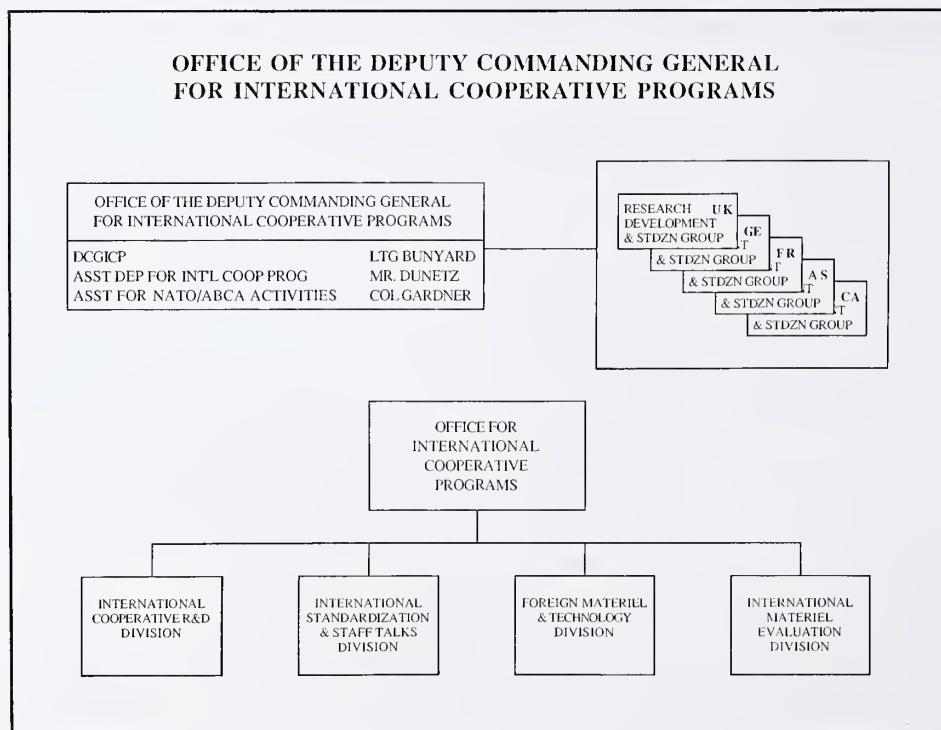 OFFICE OF THE DEPUTY COMMANDING GENERAL
FOR INTERNATIONAL COOPERATIVE PROGRAMS
OFFICE OF THE DEPUTY COMMANDING GENERAL
FOR INTERNATIONAL COOPERATIVE PROGRAMS
DCGICP LTG BUNYARD
ASST DEP FOR INT'L COOP PROG MR. DUNETZ
ASST FOR NATO/ABCA ACTIVITIES COL GARDNER
RESEARCH UK
DEVELOPMENT
& STDZN GROUP
GE
T
& STDZN GROUP
FR
T
& STDZN GROUP
AS
T
& STDZN GROUP
CA
T
& STDZN GROUP
OFFICE FOR
INTERNATIONAL
COOPERATIVE
PROGRAMS
INTERNATIONAL
COOPERATIVE R&D
DIVISION
INTERNATIONAL
STANDARDIZATION
& STAFF TALKS
DIVISION
FOREIGN MATERIEL
& TECHNOLOGY
DIVISION
INTERNATIONAL
MATERIEL
EVALUATION
DIVISION